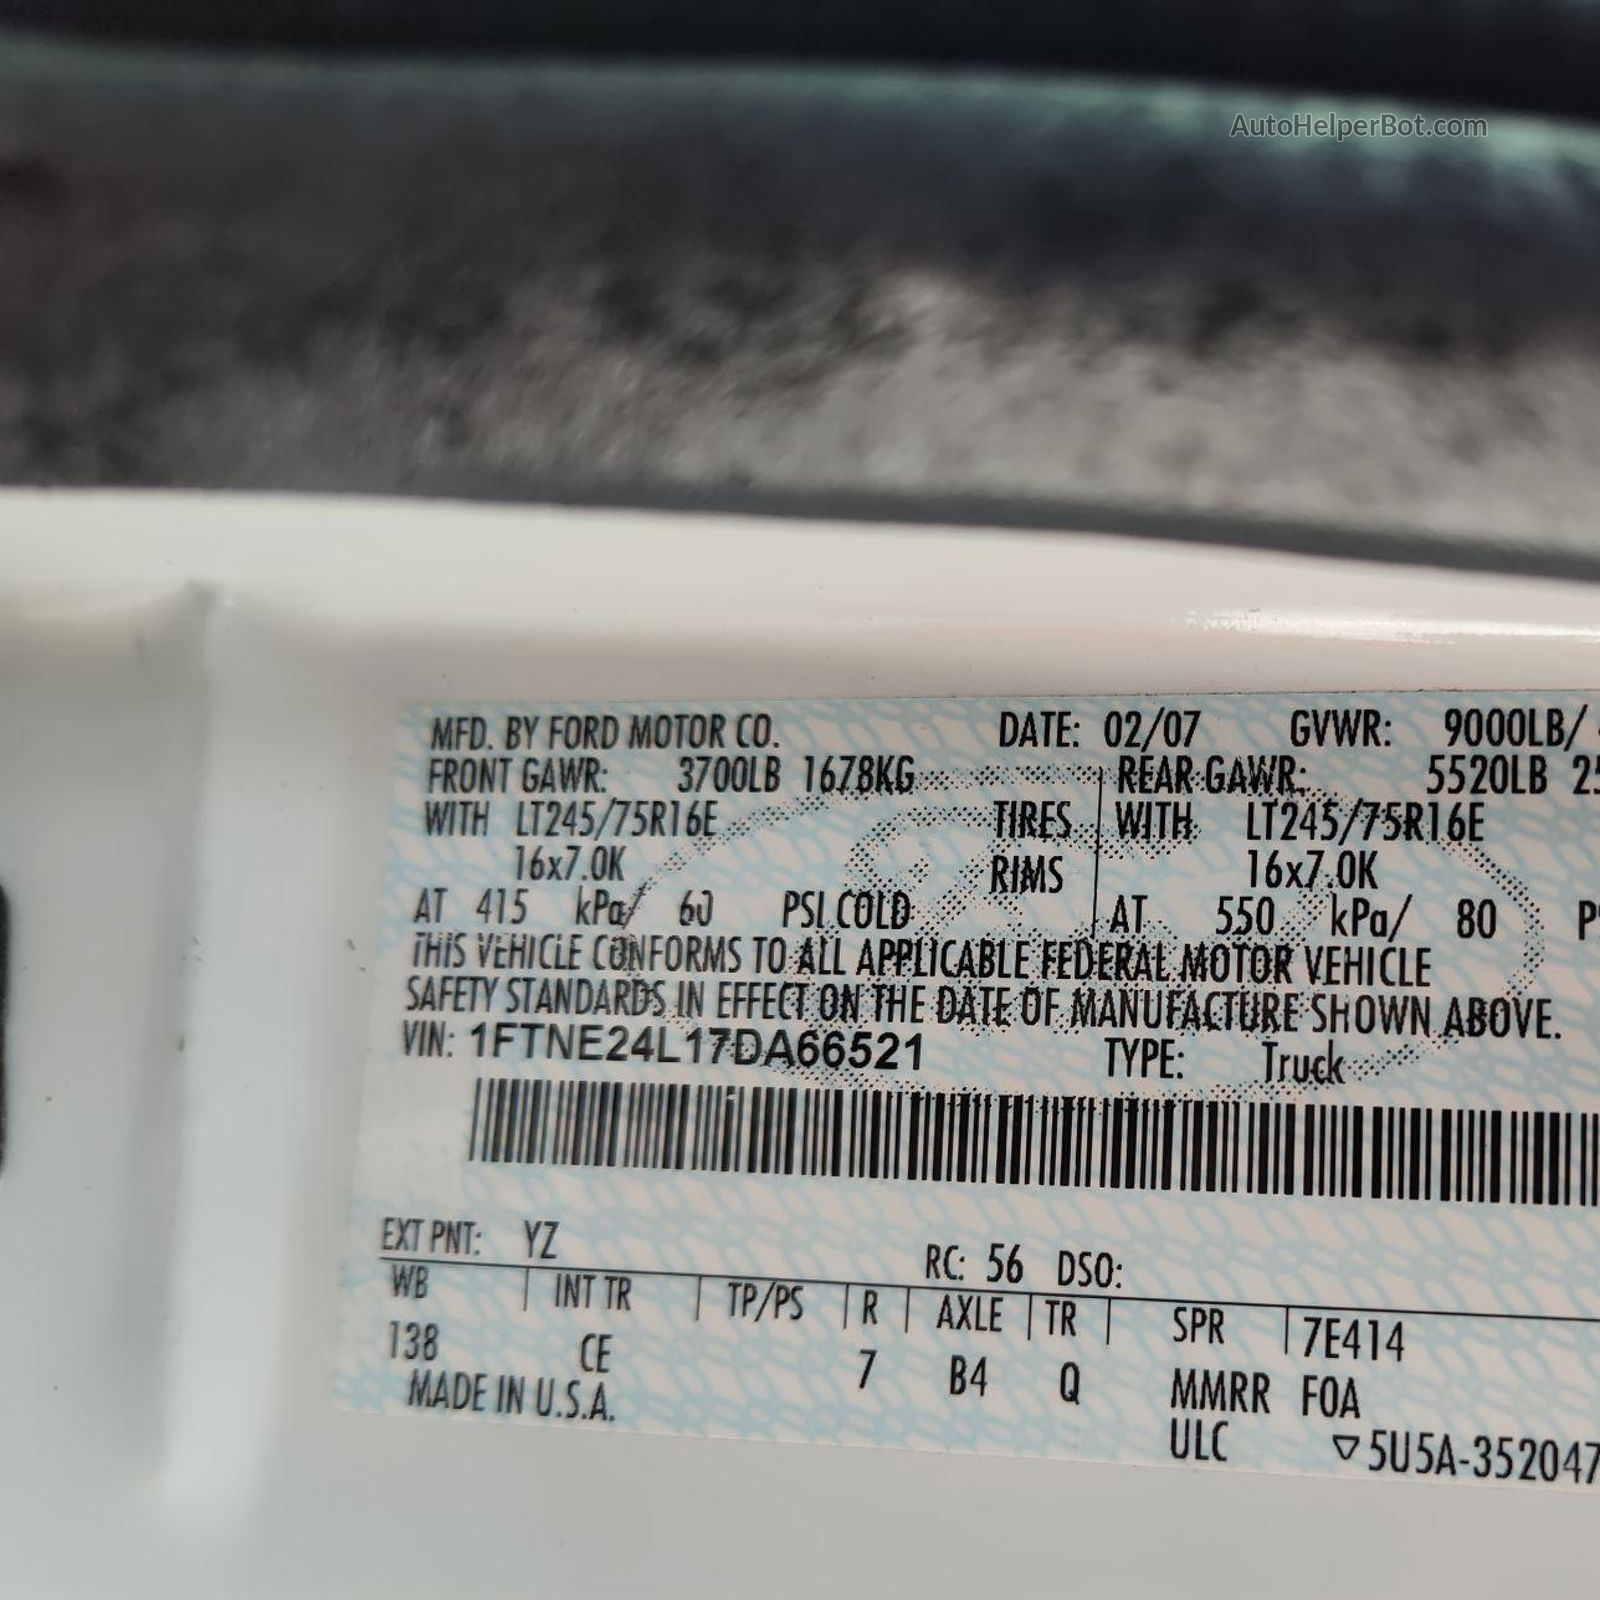 AutoHelperBot.com
MFD. BY FORD MOTOR CO. DATE: 02/07 GVWR: 9000LB/
FRONT GAWR: 3700LB 1678KG REAR GAWR: 5520LB 25
WITH LT245/75R16E TIRES WITH LT245/75R16E
16x7.0K RIMS 16x7.0K
AT 415 kPa/ 60 PSI COLD AT 550 kPa/ 80 P
THIS VEHICLE CONFORMS TO ALL APPLICABLE FEDERAL MOTOR VEHICLE
SAFETY STANDARDS IN EFFECT ON THE DATE OF MANUFACTURE SHOWN ABOVE.
VIN: 1FTNE24L17DA66521 TYPE: Truck
EXT PNT: YZ RC: 56 DSO:
WB INT TR TP/PS R AXLE TR SPR 7E414
138 CE 7 B4 Q MMRR FOA
MADE IN U.S.A. ULC ▽5U5A-352047